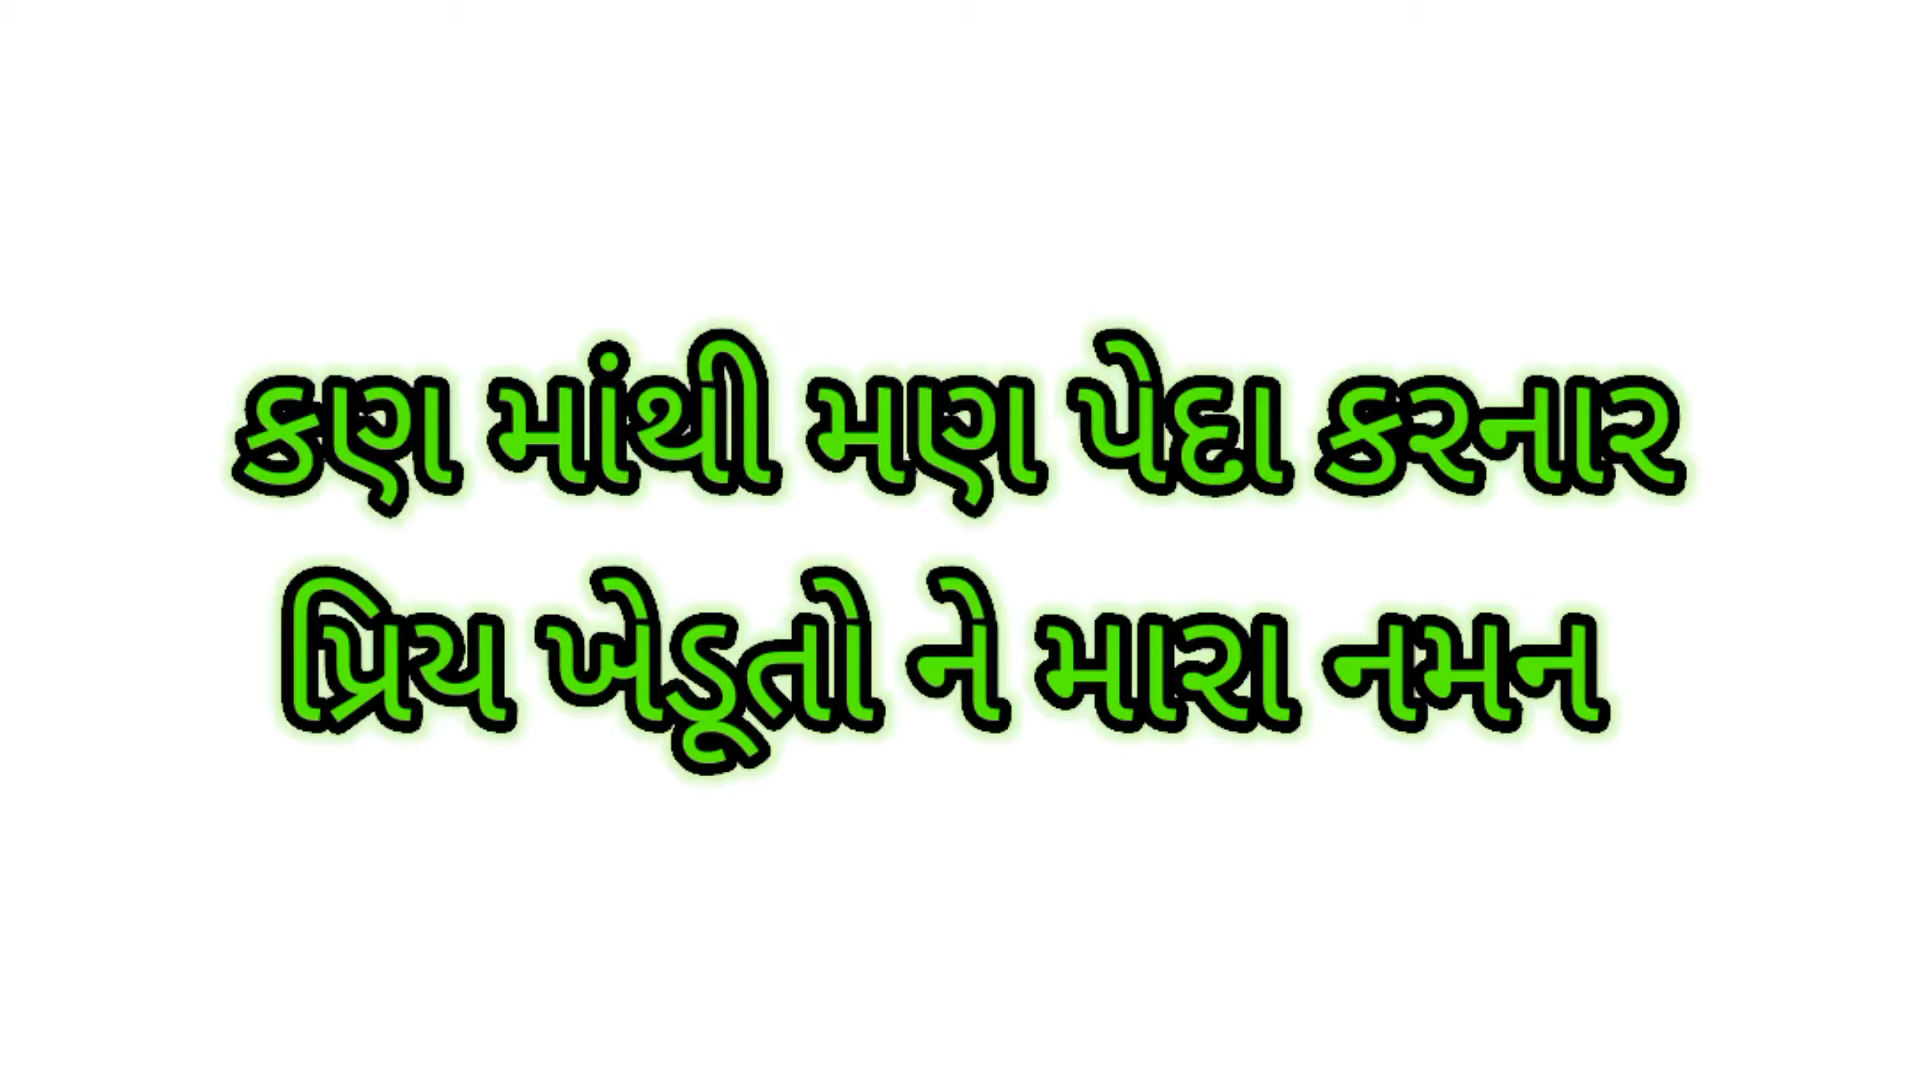 કણ માંથી મણ પેદા કરનાર
પ્રિય ખેડૂતો ને મારા નમન